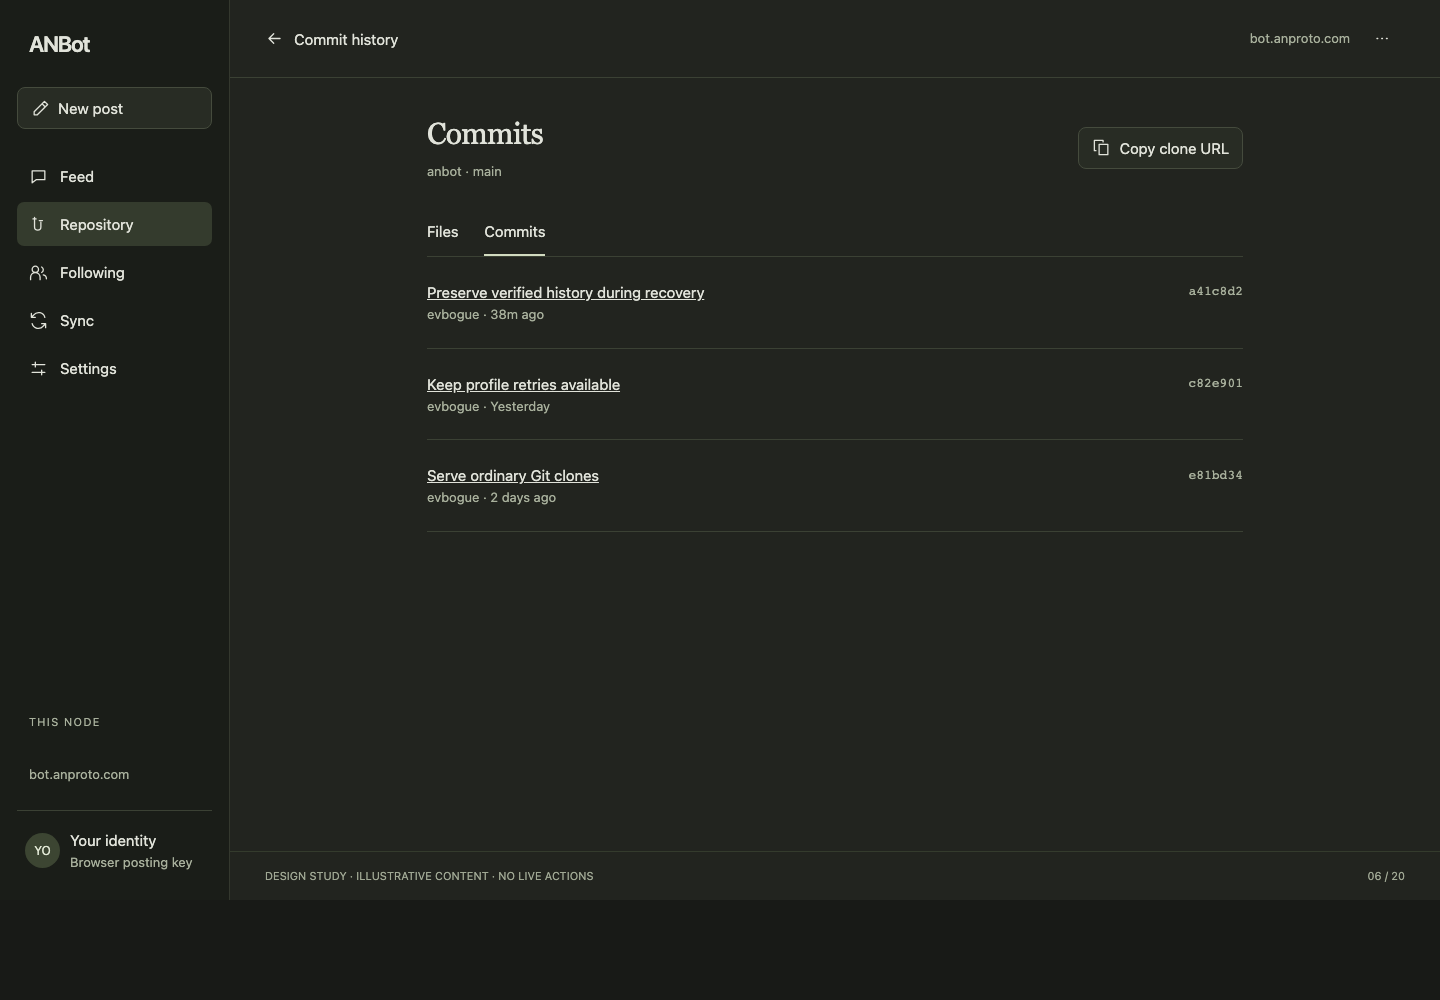 ANBot
New post
Feed
Repository
Following
Sync
Settings
THIS NODE
bot.anproto.com
YO
Your identity
Browser posting key
Commit history
bot.anproto.com
Commits
anbot · main
Copy clone URL
Files
Commits
Preserve verified history during recovery
a41c8d2
evbogue · 38m ago
Keep profile retries available
c82e901
evbogue · Yesterday
Serve ordinary Git clones
e81bd34
evbogue · 2 days ago
DESIGN STUDY · ILLUSTRATIVE CONTENT · NO LIVE ACTIONS
06 / 20